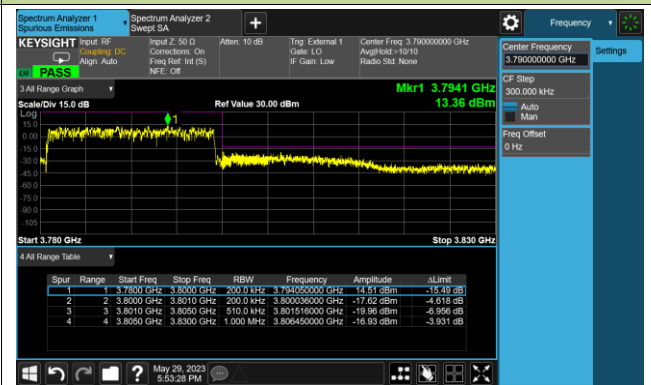 Spectrum Analyzer 1
Spurious Emissions
Spectrum Analyzer 2
Swept SA
+
Frequency
KEYSIGHT
Input: RF
Coupling: DC
Align: Auto
Input Z: 50 Ω
Corrections: On
Freq Ref: Int (S)
NFE: Off
Atten: 10 dB
Trig: External 1
Gate: LO
IF Gain: Low
Center Freq: 3.790000000 GHz
Avg|Hold:>10/10
Radio Std: None
PASS
Center Frequency
3.790000000 GHz
Settings
CF Step
300.000 kHz
Auto
Man
Freq Offset
0 Hz
3 All Range Graph
Mkr1 3.7941 GHz
Scale/Div 15.0 dB
Ref Value 30.00 dBm
13.36 dBm
Log
15.0
0.00
-15.0
-30.0
-45.0
-60.0
-75.0
-90.0
-105
1
Start 3.780 GHz
Stop 3.830 GHz
4 All Range Table
Spur Range Start Freq Stop Freq RBW Frequency Amplitude ΔLimit
1 1 3.7800 GHz 3.8000 GHz 200.0 kHz 3.794050000 GHz 14.51 dBm -15.49 dB
2 2 3.8000 GHz 3.8010 GHz 200.0 kHz 3.800036000 GHz -17.62 dBm -4.618 dB
3 3 3.8010 GHz 3.8050 GHz 510.0 kHz 3.801516000 GHz -19.96 dBm -6.956 dB
4 4 3.8050 GHz 3.8300 GHz 1.000 MHz 3.806450000 GHz -16.93 dBm -3.931 dB
?
May 29, 2023
5:53:28 PM